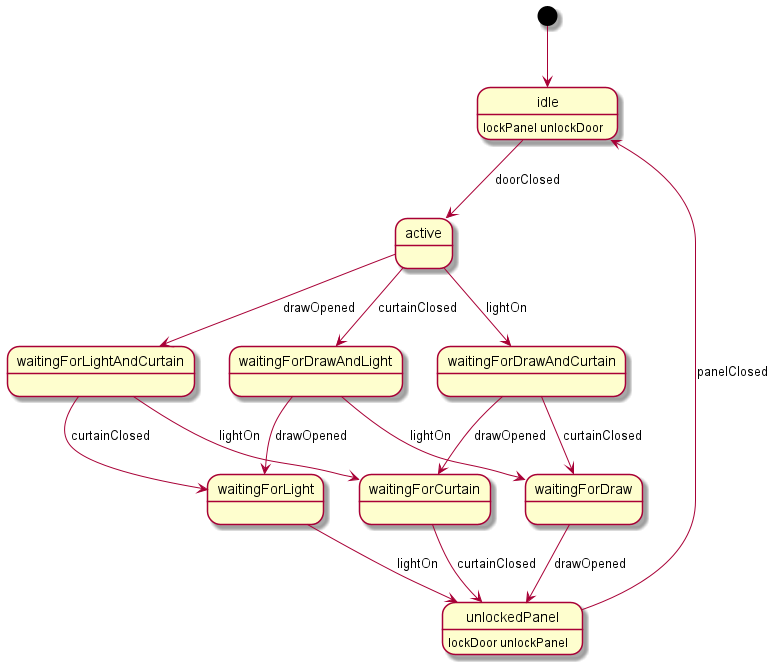 idle
lockPanel unlockDoor
doorClosed
active
drawOpened
curtainClosed
lightOn
waitingForLightAndCurtain
waitingForDrawAndLight
waitingForDrawAndCurtain
panelClosed
curtainClosed
lightOn
drawOpened
lightOn
drawOpened
curtainClosed
waitingForLight
waitingForCurtain
waitingForDraw
lightOn
curtainClosed
drawOpened
unlockedPanel
lockDoor unlockPanel